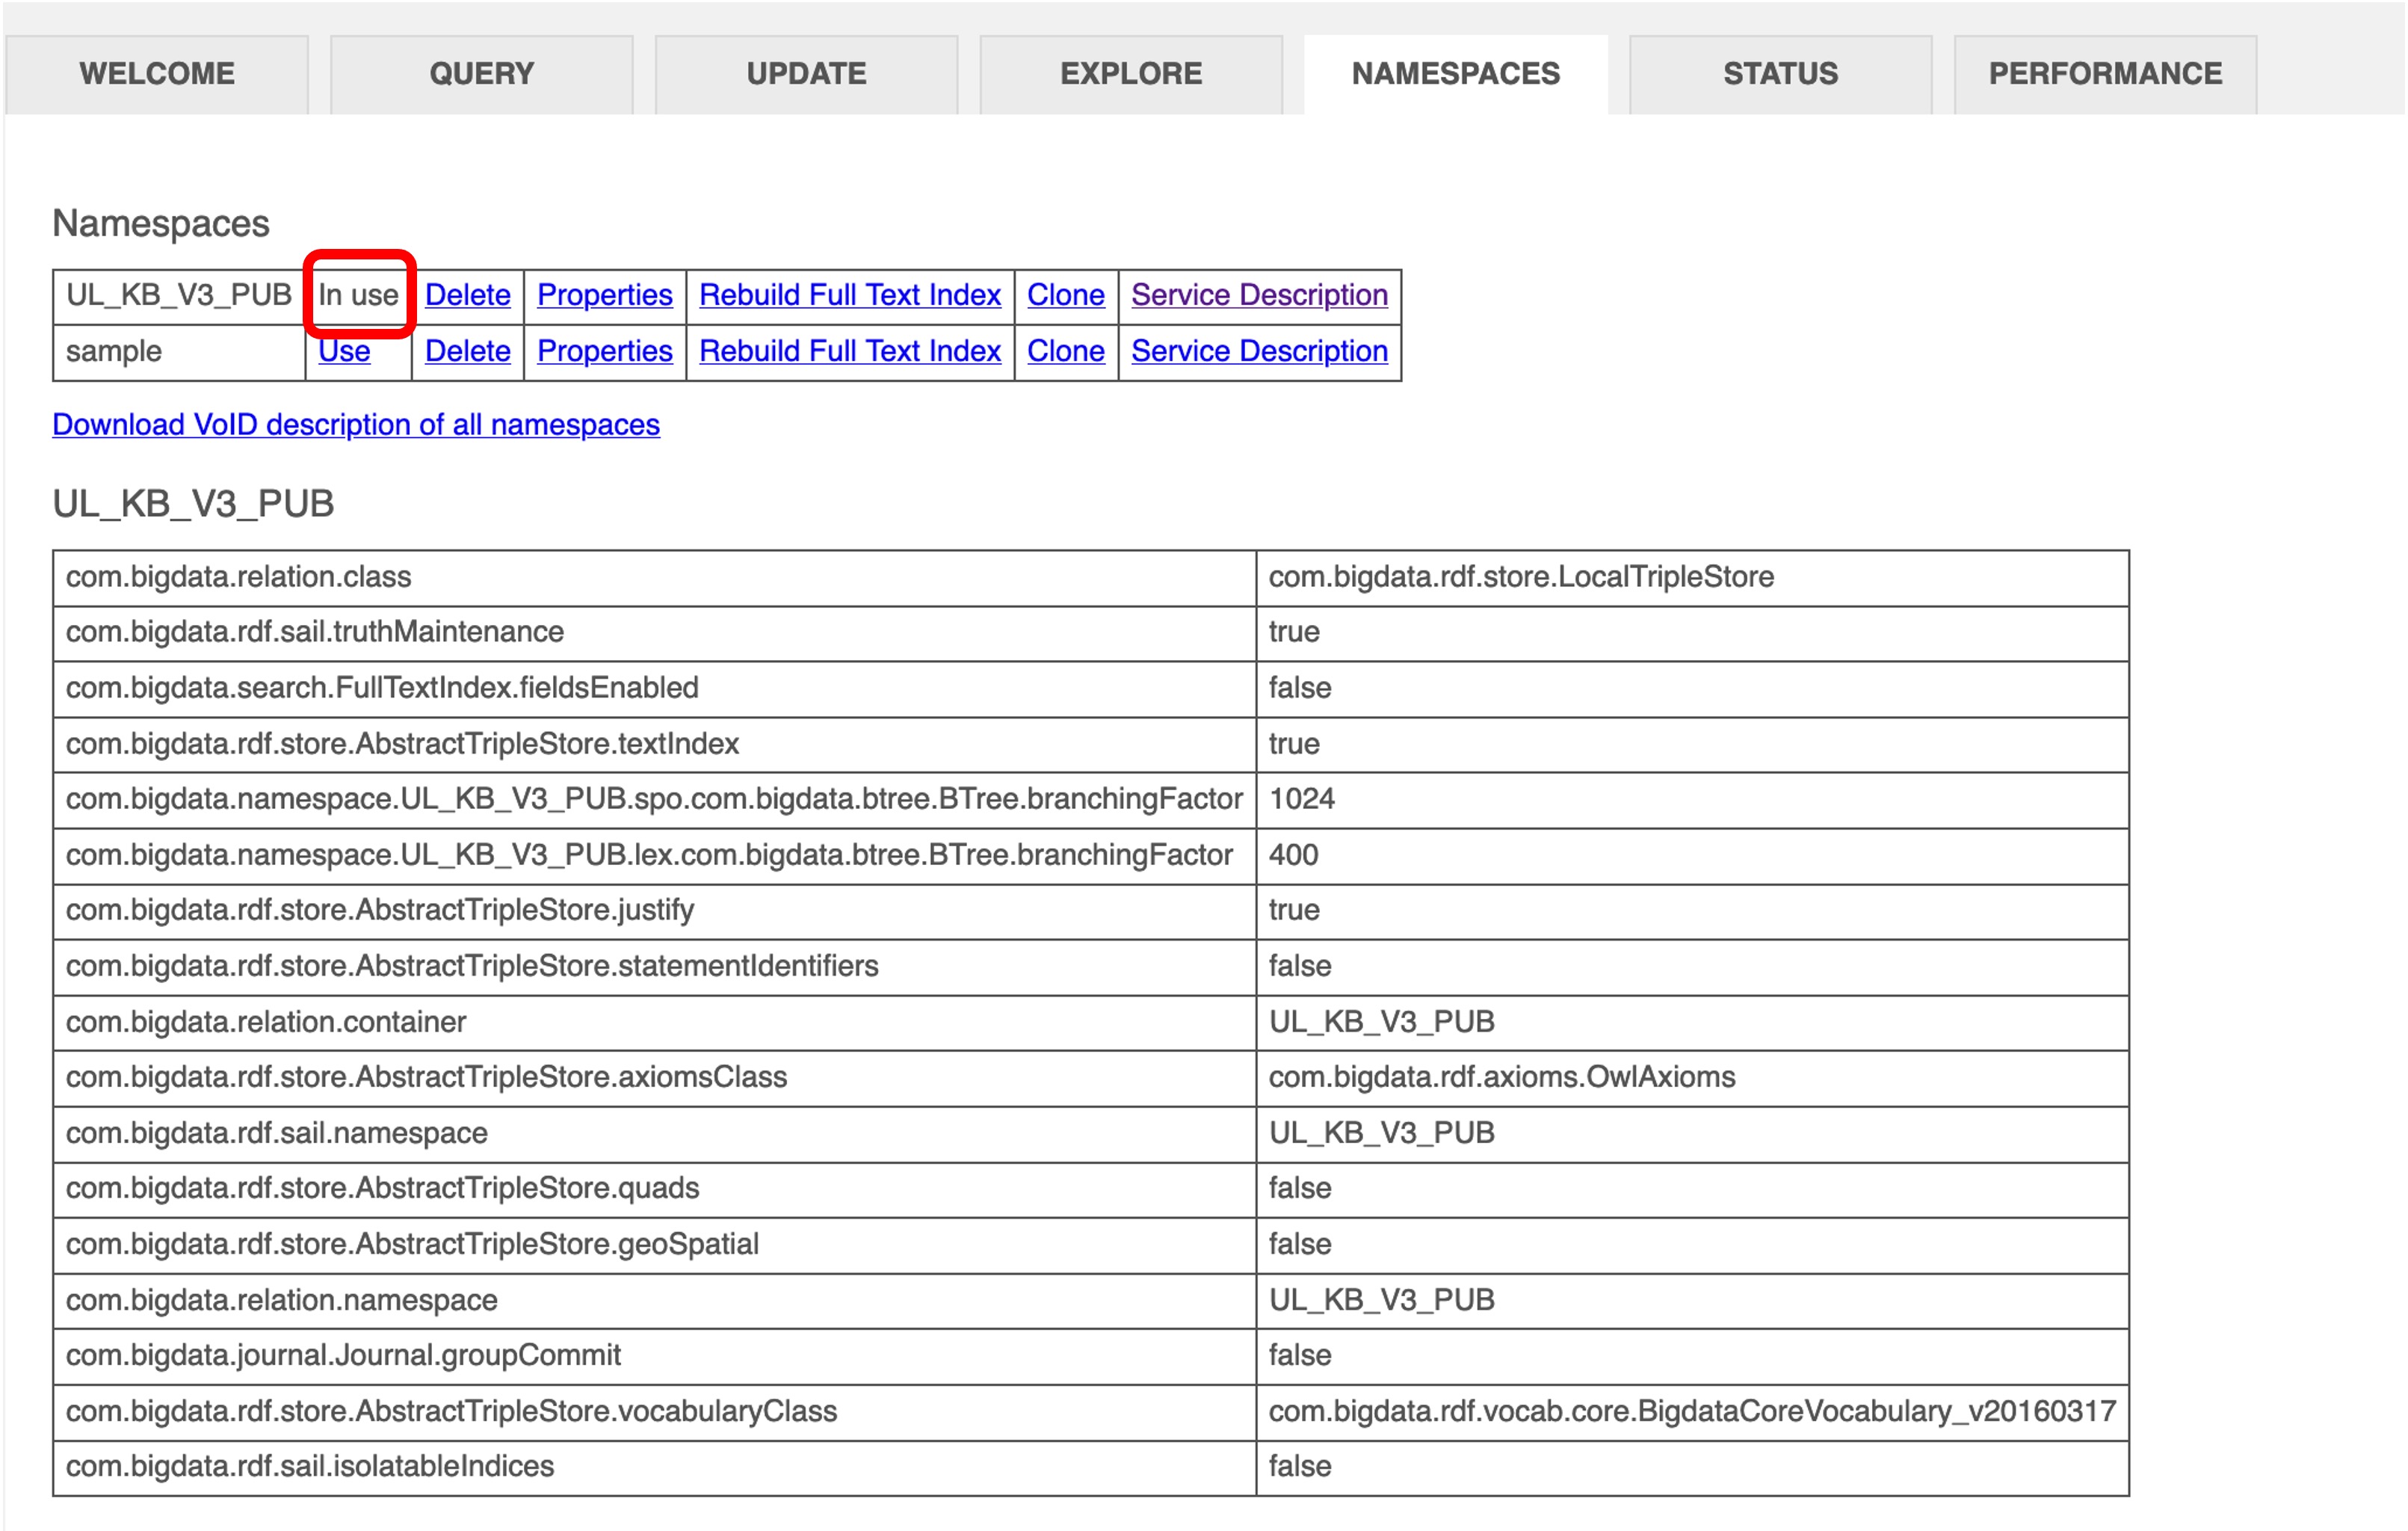 WELCOME QUERY UPDATE EXPLORE NAMESPACES STATUS PERFORMANCE
Namespaces
UL_KB_V3_PUB In use Delete Properties Rebuild Full Text Index Clone Service Description
sample Use Delete Properties Rebuild Full Text Index Clone Service Description
Download VoID description of all namespaces
UL_KB_V3_PUB
com.bigdata.relation.class com.bigdata.rdf.store.LocalTripleStore
com.bigdata.rdf.sail.truthMaintenance true
com.bigdata.search.FullTextIndex.fieldsEnabled false
com.bigdata.rdf.store.AbstractTripleStore.textIndex true
com.bigdata.namespace.UL_KB_V3_PUB.spo.com.bigdata.btree.BTree.branchingFactor 1024
com.bigdata.namespace.UL_KB_V3_PUB.lex.com.bigdata.btree.BTree.branchingFactor 400
com.bigdata.rdf.store.AbstractTripleStore.justify true
com.bigdata.rdf.store.AbstractTripleStore.statementIdentifiers false
com.bigdata.relation.container UL_KB_V3_PUB
com.bigdata.rdf.store.AbstractTripleStore.axiomsClass com.bigdata.rdf.axioms.OwlAxioms
com.bigdata.rdf.sail.namespace UL_KB_V3_PUB
com.bigdata.rdf.store.AbstractTripleStore.quads false
com.bigdata.rdf.store.AbstractTripleStore.geoSpatial false
com.bigdata.relation.namespace UL_KB_V3_PUB
com.bigdata.journal.Journal.groupCommit false
com.bigdata.rdf.store.AbstractTripleStore.vocabularyClass com.bigdata.rdf.vocab.core.BigdataCoreVocabulary_v20160317
com.bigdata.rdf.sail.isolatableIndices false